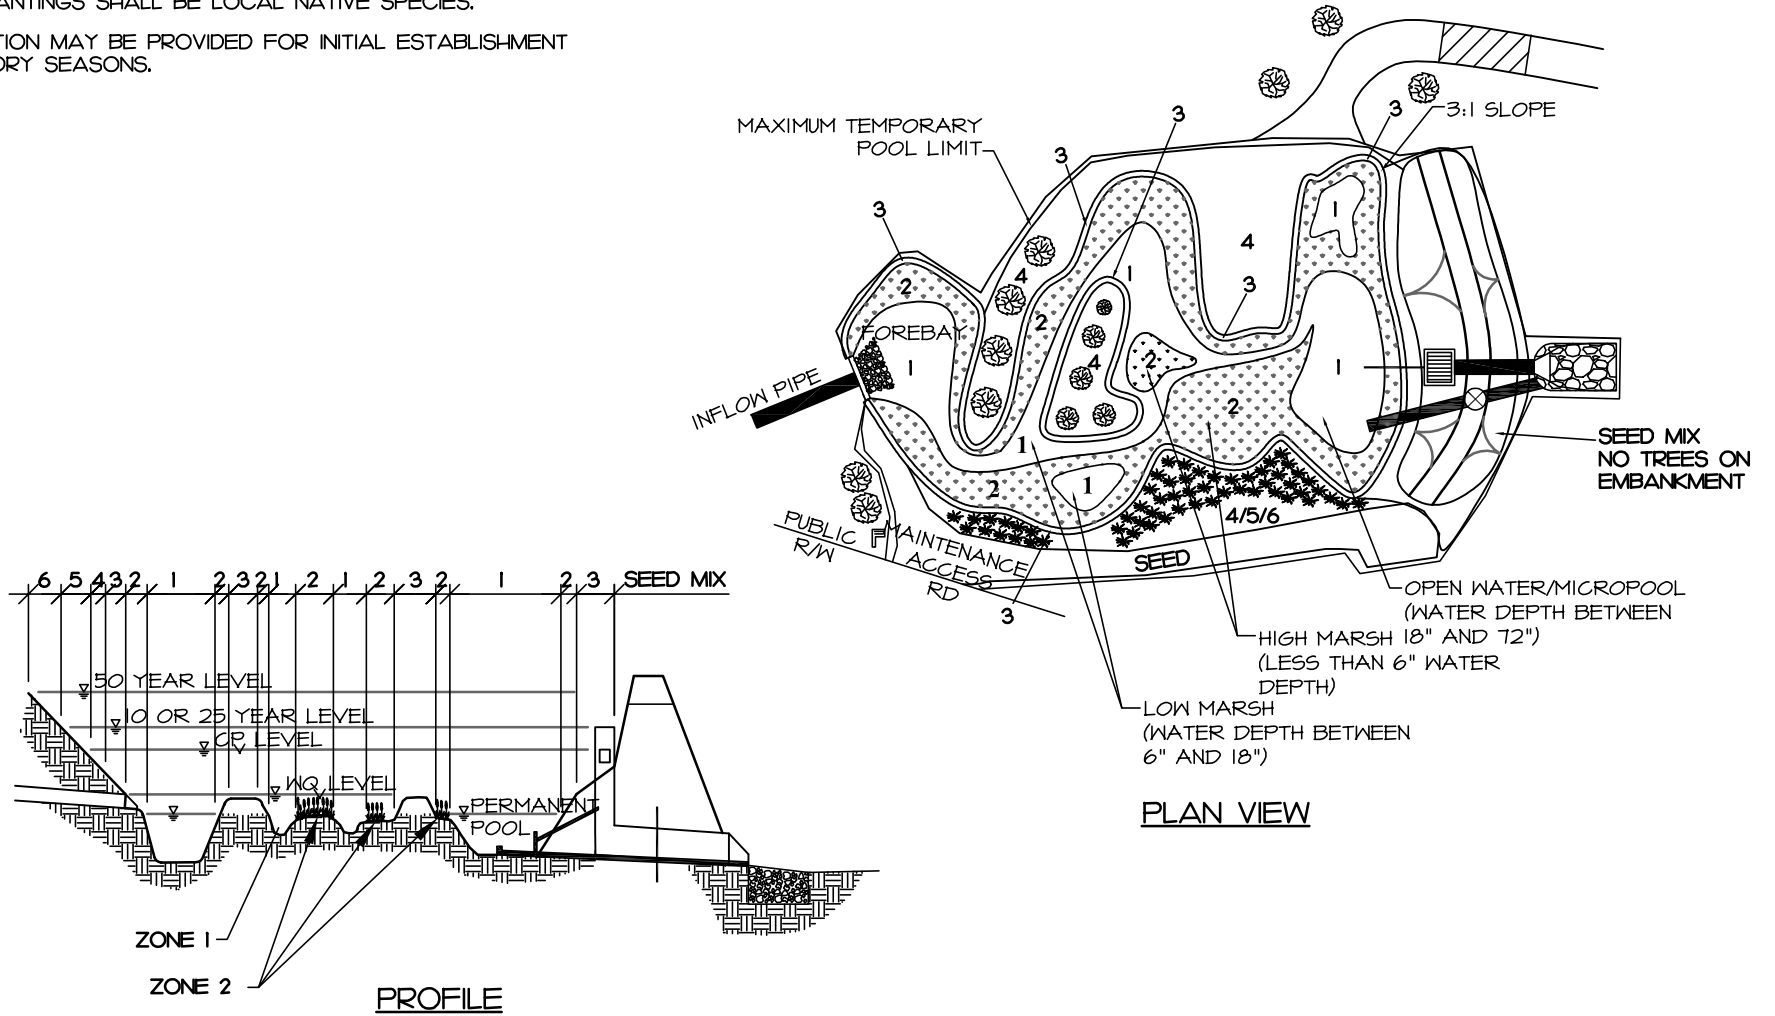 ANTINGS SHALL BE LOCAL NATIVE SPECIES.
TION MAY BE PROVIDED FOR INITIAL ESTABLISHMENT
DRY SEASONS.
MAXIMUM TEMPORARY
POOL LIMIT
3
3
3
3
3:1 SLOPE
1
4
3
4
1
2
2
FOREBAY
1
4
2
1
INFLOW PIPE
2
1
2
1
SEED MIX
NO TREES ON
EMBANKMENT
4/5/6
PUBLIC
R/W
MAINTENANCE
ACCESS
RD
SEED
3
OPEN WATER/MICROPOOL
(WATER DEPTH BETWEEN
18" AND 72")
HIGH MARSH
(LESS THAN 6" WATER
DEPTH)
LOW MARSH
(WATER DEPTH BETWEEN
6" AND 18")
PLAN VIEW
6 5 4 3 2 1 2 3 2 1 2 1 2 3 2 1 2 3 SEED MIX
50 YEAR LEVEL
10 OR 25 YEAR LEVEL
CP LEVEL
WQ LEVEL
PERMANENT
POOL
ZONE 1
ZONE 2
PROFILE